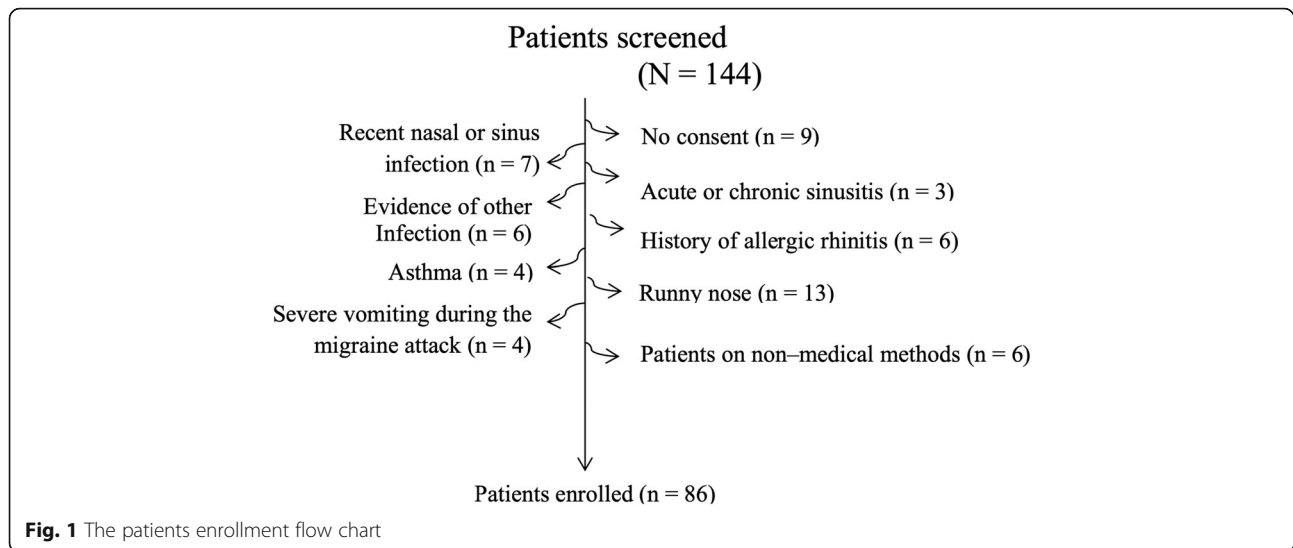 Patients screened
(N = 144)
Recent nasal or sinus
infection (n = 7)
No consent (n = 9)
Acute or chronic sinusitis (n = 3)
Evidence of other
Infection (n = 6)
History of allergic rhinitis (n = 6)
Asthma (n = 4)
Runny nose (n = 13)
Severe vomiting during the
migraine attack (n = 4)
Patients on non–medical methods (n = 6)
Patients enrolled (n = 86)
Fig. 1 The patients enrollment flow chart